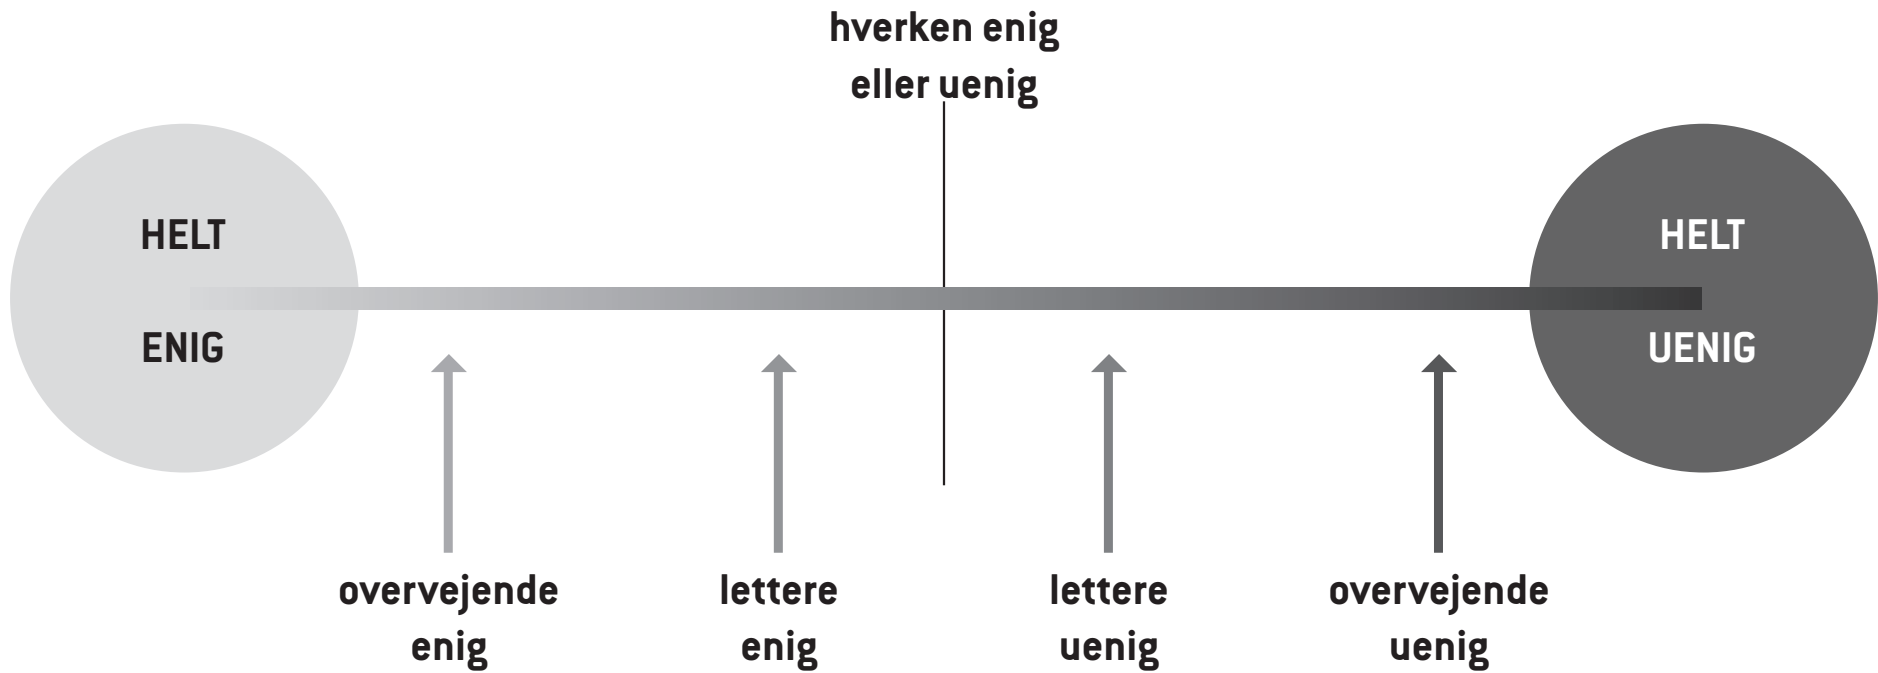 hverken enig
eller uenig
HELT
ENIG
HELT
UENIG
overvejende
enig
lettere
enig
lettere
uenig
overvejende
uenig